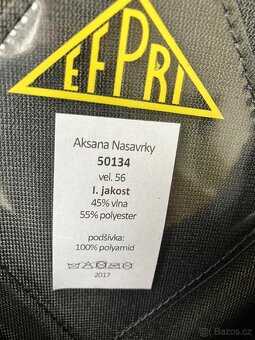 EFPRI
Aksana Nasavrky
50134
vel. 56
I. jakost
45% vlna
55% polyester
podšívka:
100% polyamid
2017
Bazos.cz